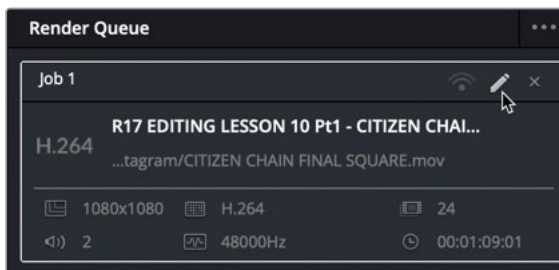 Render Queue
Job 1
R17 EDITING LESSON 10 Pt1 - CITIZEN CHAI...
H.264
...tagram/CITIZEN CHAIN FINAL SQUARE.mov
1080x1080 H.264 24
2 48000Hz 00:01:09:01